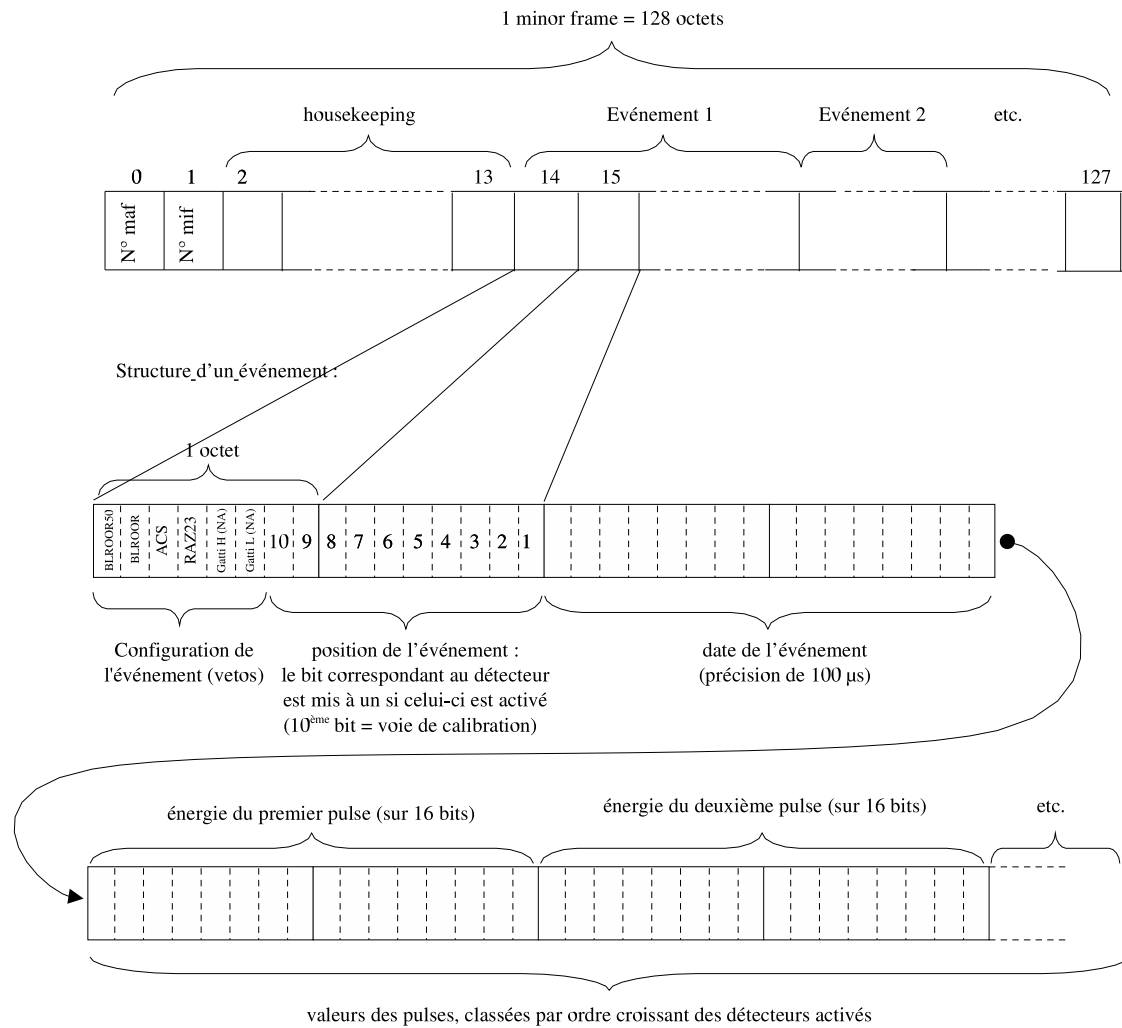 1 minor frame = 128 octets
housekeeping
Evénement 1
Evénement 2
etc.
0
1
2
13
14
15
127
N° maf
N° mif
Structure d'un événement :
1 octet
BLROOR50
BLROOR
ACS
RAZ23
Gatti H (NA)
Gatti L (NA)
10
9
8
7
6
5
4
3
2
1
Configuration de
l'événement (vetos)
position de l'événement :
le bit correspondant au détecteur
est mis à un si celui-ci est activé
(10ème bit = voie de calibration)
date de l'événement
(précision de 100 µs)
énergie du premier pulse (sur 16 bits)
énergie du deuxième pulse (sur 16 bits)
etc.
valeurs des pulses, classées par ordre croissant des détecteurs activés